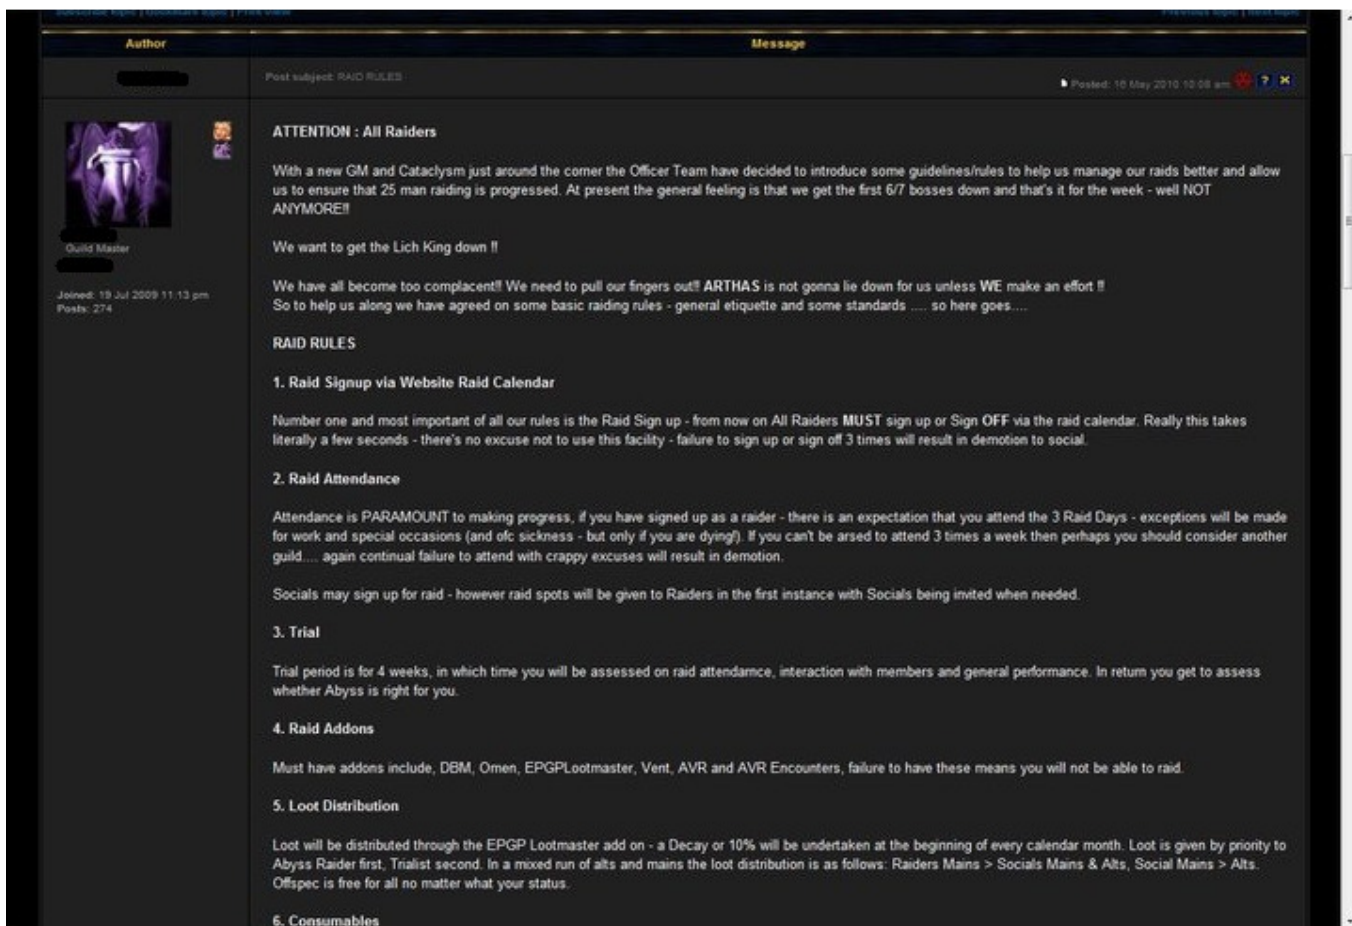 Subscribe topic | Bookmark topic | Print view
Previous topic | Next topic
Author
Message
Post subject: RAID RULES
Posted: 16 May 2010 10:08 am
Guild Master
Joined: 19 Jul 2009 11:13 pm
Posts: 274
ATTENTION : All Raiders
With a new GM and Cataclysm just around the corner the Officer Team have decided to introduce some guidelines/rules to help us manage our raids better and allow
us to ensure that 25 man raiding is progressed. At present the general feeling is that we get the first 6/7 bosses down and that's it for the week - well NOT
ANYMORE!!
We want to get the Lich King down !!
We have all become too complacent!! We need to pull our fingers out!! ARTHAS is not gonna lie down for us unless WE make an effort !!
So to help us along we have agreed on some basic raiding rules - general etiquette and some standards ..... so here goes....
RAID RULES
1. Raid Signup via Website Raid Calendar
Number one and most important of all our rules is the Raid Sign up - from now on All Raiders MUST sign up or Sign OFF via the raid calendar. Really this takes
literally a few seconds - there's no excuse not to use this facility - failure to sign up or sign off 3 times will result in demotion to social.
2. Raid Attendance
Attendance is PARAMOUNT to making progress, if you have signed up as a raider - there is an expectation that you attend the 3 Raid Days - exceptions will be made
for work and special occasions (and ofc sickness - but only if you are dying!). If you can't be arsed to attend 3 times a week then perhaps you should consider another
guild.... again continual failure to attend with crappy excuses will result in demotion.
Socials may sign up for raid - however raid spots will be given to Raiders in the first instance with Socials being invited when needed.
3. Trial
Trial period is for 4 weeks, in which time you will be assessed on raid attendamce, interaction with members and general performance. In return you get to assess
whether Abyss is right for you.
4. Raid Addons
Must have addons include, DBM, Omen, EPGPLootmaster, Vent, AVR and AVR Encounters, failure to have these means you will not be able to raid.
5. Loot Distribution
Loot will be distributed through the EPGP Lootmaster add on - a Decay or 10% will be undertaken at the beginning of every calendar month. Loot is given by priority to
Abyss Raider first, Trialist second. In a mixed run of alts and mains the loot distribution is as follows: Raiders Mains > Socials Mains & Alts, Social Mains > Alts.
Offspec is free for all no matter what your status.
6. Consumables